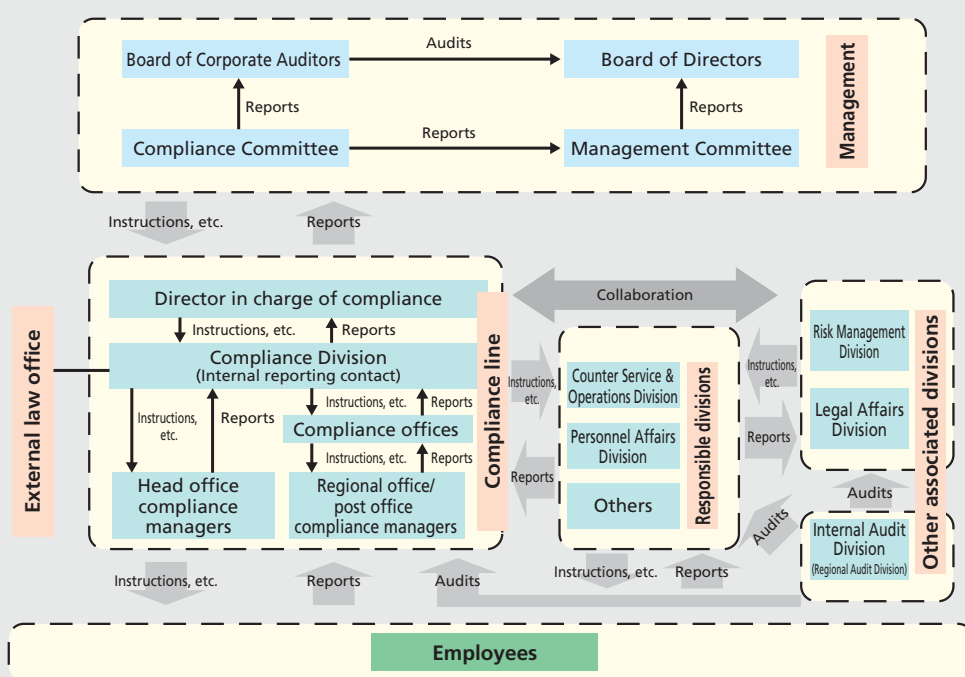 Audits
Board of Corporate Auditors
Board of Directors
Reports
Reports
Reports
Compliance Committee
Management Committee
Management
Instructions, etc.
Reports
Director in charge of compliance
Instructions, etc.
Reports
Compliance Division
(Internal reporting contact)
Instructions,
etc.
Reports
Instructions, etc.
Reports
Compliance offices
Instructions, etc.
Reports
Head office
compliance
managers
Regional office/
post office
compliance managers
Compliance line
External law office
Collaboration
Instructions,
etc.
Reports
Counter Service &
Operations Division
Personnel Affairs
Division
Others
Responsible divisions
Instructions,
etc.
Reports
Risk Management
Division
Legal Affairs
Division
Audits
Audits
Internal Audit
Division
(Regional Audit Division)
Other associated divisions
Instructions, etc.
Reports
Audits
Instructions, etc.
Reports
Employees